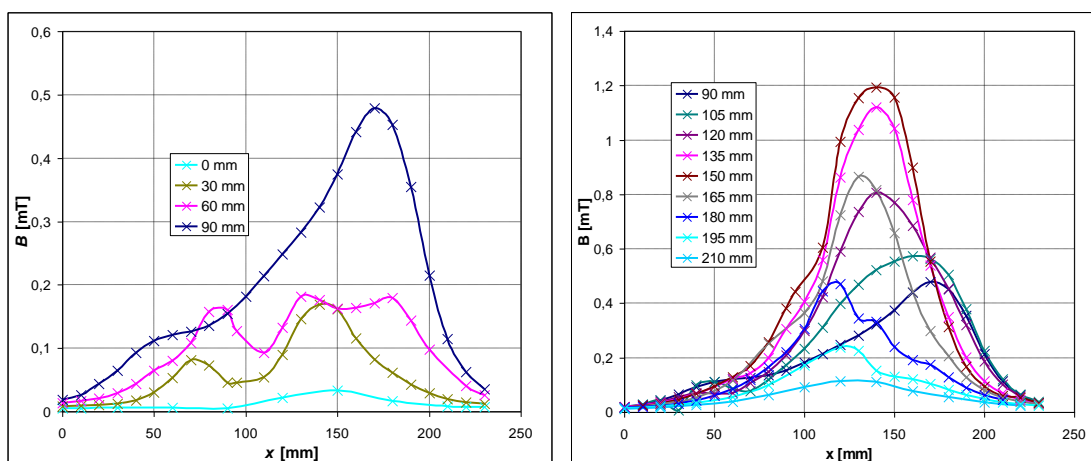 0,6
0,5
0,4
0,3
0,2
0,1
0
B [mT]
0 mm
30 mm
60 mm
90 mm
0 50 100 150 200 250
x [mm]
1,4
1,2
1
0,8
0,6
0,4
0,2
0
B [mT]
90 mm
105 mm
120 mm
135 mm
150 mm
165 mm
180 mm
195 mm
210 mm
0 50 100 150 200 250
x [mm]